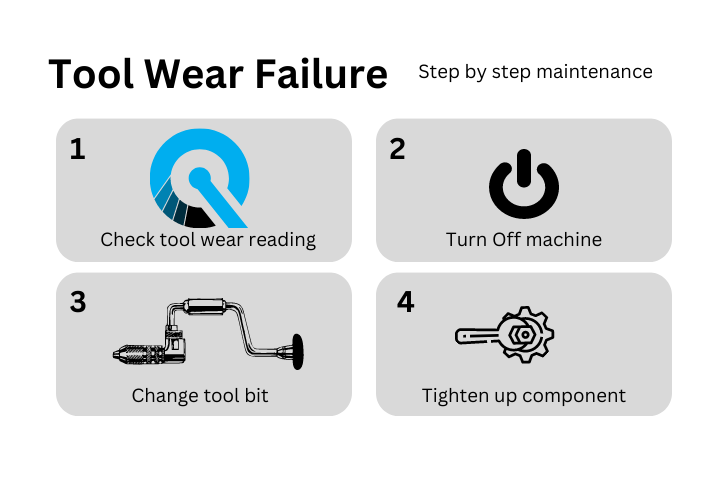 Tool Wear Failure
Step by step maintenance
1
Check tool wear reading
2
Turn Off machine
3
Change tool bit
4
Tighten up component